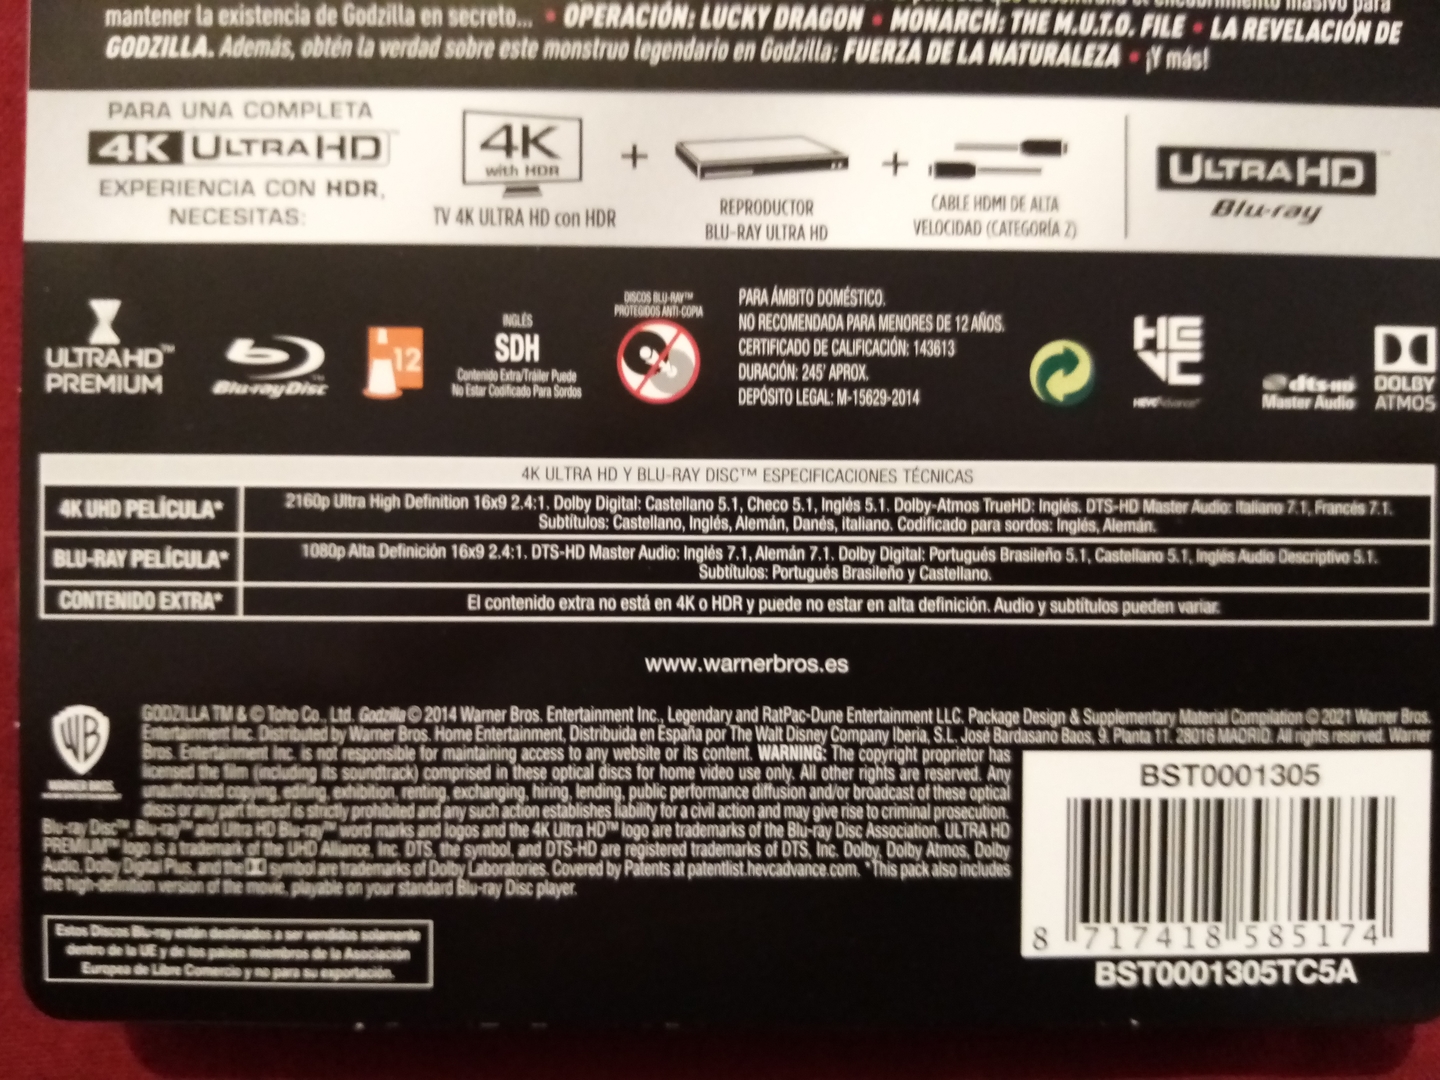 mantener la existencia de Godzilla en secreto... • OPERACIÓN: LUCKY DRAGON • MONARCH: THE M.U.T.O. FILE • LA REVELACIÓN DE
GODZILLA. Además, obtén la verdad sobre este monstruo legendario en Godzilla: FUERZA DE LA NATURALEZA • ¡Y más!
PARA UNA COMPLETA
4K ULTRA HD™
EXPERIENCIA CON HDR,
NECESITAS:
4K
with HDR
TV 4K ULTRA HD con HDR
+
REPRODUCTOR
BLU-RAY ULTRA HD
+
CABLE HDMI DE ALTA
VELOCIDAD (CATEGORÍA 2)
ULTRA HD™
Blu-ray
ULTRA HD™
PREMIUM
Blu-ray Disc™
12
INGLÉS
SDH
Contenido Extra/Tráiler Puede
No Estar Codificado Para Sordos
DISCOS BLU-RAY™
PROTEGIDOS ANTI-COPIA
PARA ÁMBITO DOMÉSTICO.
NO RECOMENDADA PARA MENORES DE 12 AÑOS.
CERTIFICADO DE CALIFICACIÓN: 143613
DURACIÓN: 245' APROX.
DEPÓSITO LEGAL: M-15629-2014
HEVC
HEVC Advance™
dts-HD
Master Audio
DOLBY
ATMOS
4K ULTRA HD Y BLU-RAY DISC™ ESPECIFICACIONES TÉCNICAS
4K UHD PELÍCULA*
2160p Ultra High Definition 16x9 2.4:1. Dolby Digital: Castellano 5.1, Checo 5.1, Inglés 5.1. Dolby-Atmos TrueHD: Inglés. DTS-HD Master Audio: Italiano 7.1, Francés 7.1.
Subtítulos: Castellano, Inglés, Alemán, Danés, italiano. Codificado para sordos: Inglés, Alemán.
BLU-RAY PELÍCULA*
1080p Alta Definición 16x9 2.4:1. DTS-HD Master Audio: Inglés 7.1, Alemán 7.1. Dolby Digital: Portugués Brasileño 5.1, Castellano 5.1, Inglés Audio Descriptivo 5.1.
Subtítulos: Portugués Brasileño y Castellano.
CONTENIDO EXTRA*
El contenido extra no está en 4K o HDR y puede no estar en alta definición. Audio y subtítulos pueden variar.
www.warnerbros.es
WB
WARNER BROS.
HOME ENTERTAINMENT
GODZILLA TM & © Toho Co., Ltd. Godzilla © 2014 Warner Bros. Entertainment Inc., Legendary and RatPac-Dune Entertainment LLC. Package Design & Supplementary Material Compilation © 2021 Warner Bros.
Entertainment Inc. Distributed by Warner Bros. Home Entertainment, Distribuida en España por The Walt Disney Company Iberia, S.L. José Bardasano Baos, 9. Planta 11. 28016 MADRID. All rights reserved. Warner
Bros. Entertainment Inc. is not responsible for maintaining access to any website or its content. WARNING: The copyright proprietor has
licensed the film (including its soundtrack) comprised in these optical discs for home video use only. All other rights are reserved. Any
unauthorized copying, editing, exhibition, renting, exchanging, hiring, lending, public performance diffusion and/or broadcast of these optical
discs or any part thereof is strictly prohibited and any such action establishes liability for a civil action and may give rise to criminal prosecution.
Blu-ray Disc™, Blu-ray™ and Ultra HD Blu-ray™ word marks and logos and the 4K Ultra HD™ logo are trademarks of the Blu-ray Disc Association. ULTRA HD
PREMIUM™ logo is a trademark of the UHD Alliance, Inc. DTS, the symbol, and DTS-HD are registered trademarks of DTS, Inc. Dolby, Dolby Atmos, Dolby
Audio, Dolby Digital Plus, and the symbol are trademarks of Dolby Laboratories. Covered by Patents at patentlist.hevcadvance.com. *This pack also includes
the high-definition version of the movie, playable on your standard Blu-ray Disc player.
Estos Discos Blu-ray están destinados a ser vendidos solamente
dentro de la UE y de los países miembros de la Asociación
Europea de Libre Comercio y no para su exportación.
BST0001305
8 717418 585174
BST0001305TC5A